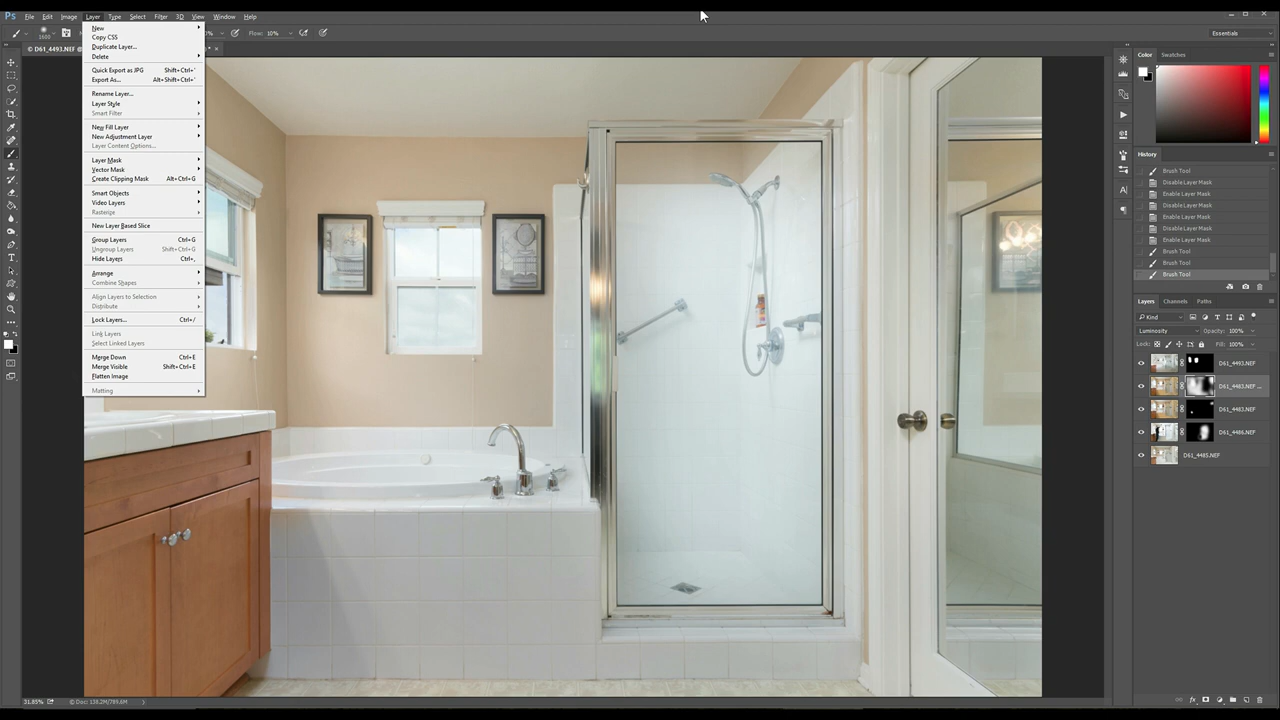 Ps File Edit Image Layer Type Select Filter 3D View Window Help
1600 Flow: 10% Essentials
© D61_4493.NEF @
New
Copy CSS
Duplicate Layer...
Delete
Quick Export as JPG Shift+Ctrl+'
Export As... Alt+Shift+Ctrl+'
Rename Layer...
Layer Style
Smart Filter
New Fill Layer
New Adjustment Layer
Layer Content Options...
Layer Mask
Vector Mask
Create Clipping Mask Alt+Ctrl+G
Smart Objects
Video Layers
Rasterize
New Layer Based Slice
Group Layers Ctrl+G
Ungroup Layers Shift+Ctrl+G
Hide Layers Ctrl+,
Arrange
Combine Shapes
Align Layers to Selection
Distribute
Lock Layers... Ctrl+/
Link Layers
Select Linked Layers
Merge Down Ctrl+E
Merge Visible Shift+Ctrl+E
Flatten Image
Matting
Color Swatches
History
Brush Tool
Disable Layer Mask
Enable Layer Mask
Disable Layer Mask
Enable Layer Mask
Disable Layer Mask
Enable Layer Mask
Brush Tool
Brush Tool
Brush Tool
Layers Channels Paths
Kind
Luminosity Opacity: 100%
Lock: Fill: 100%
D61_4493.NEF
D61_4483.NEF ...
D61_4483.NEF
D61_4486.NEF
D61_4485.NEF
31.85% Doc: 138.2M/789.6M